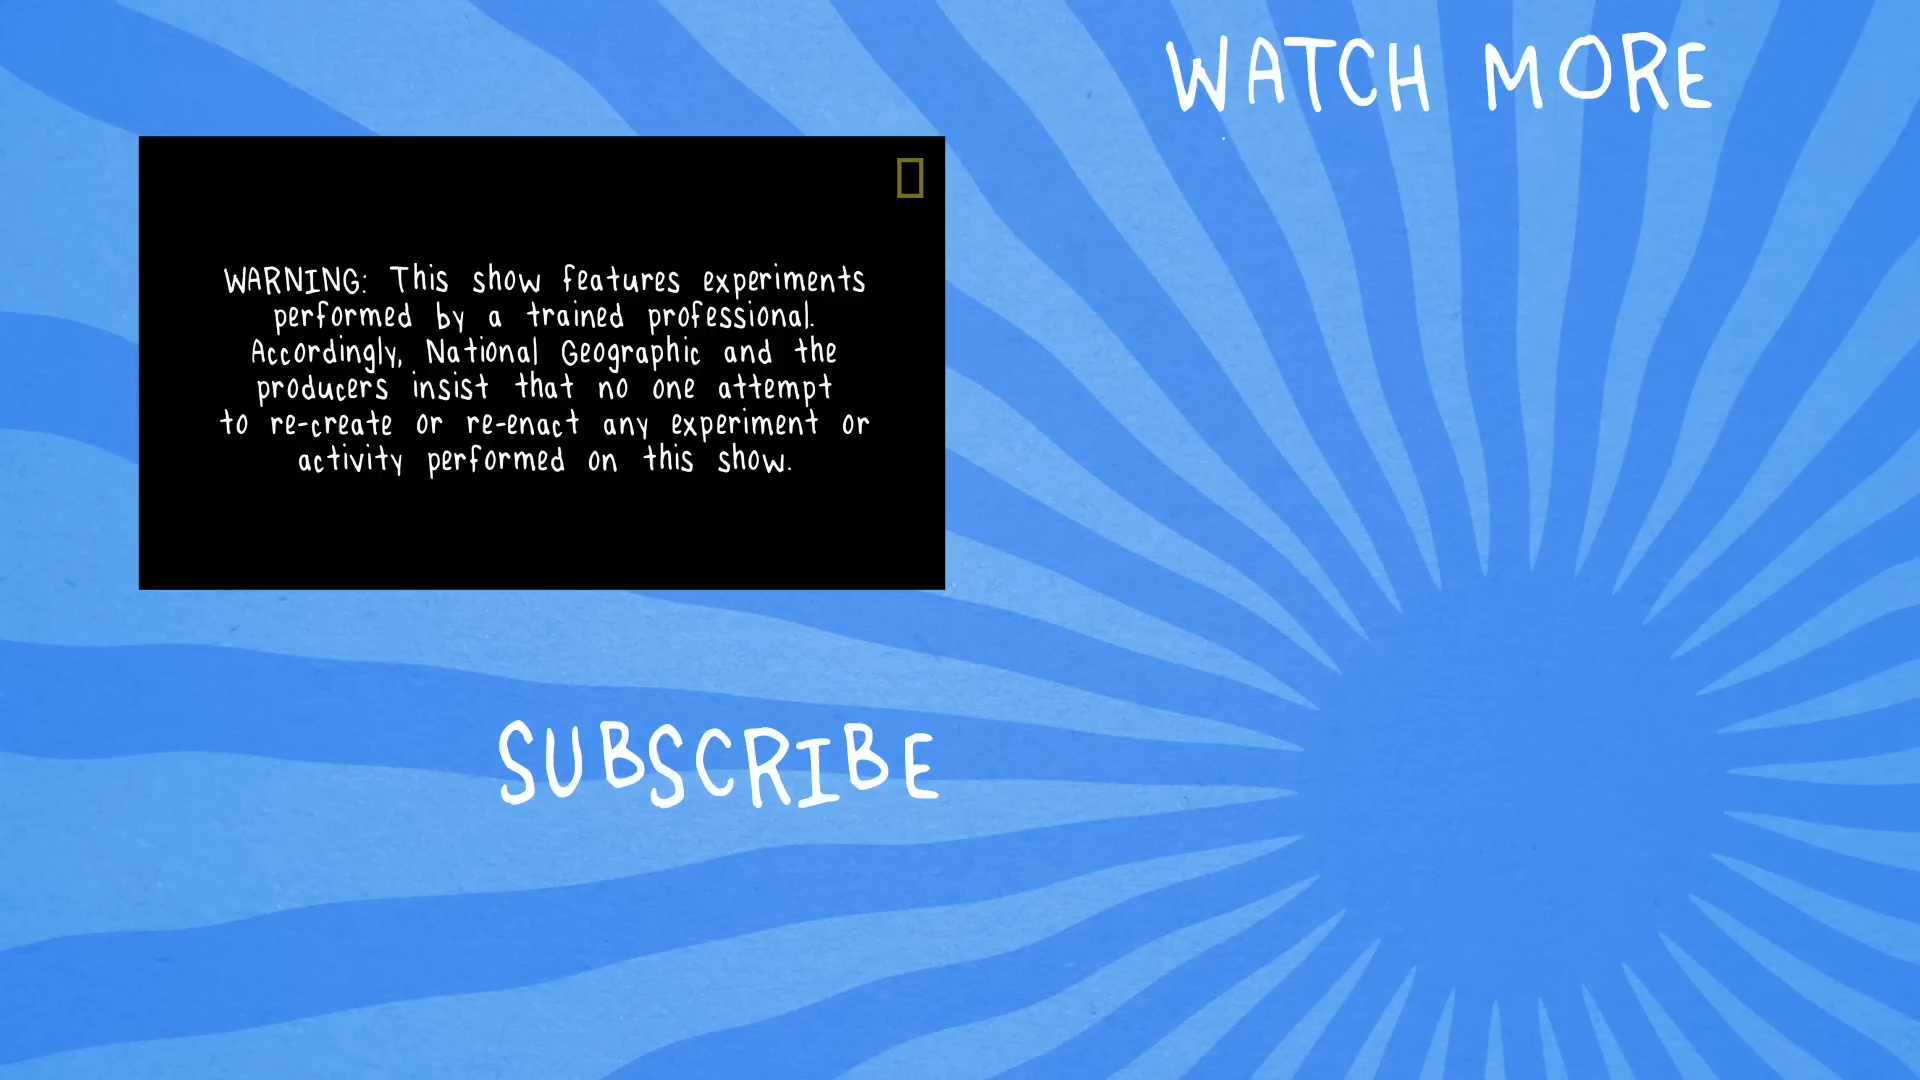 WATCH MORE
WARNING: This show features experiments
performed by a trained professional.
Accordingly, National Geographic and the
producers insist that no one attempt
to re-create or re-enact any experiment or
activity performed on this show.
SUBSCRIBE